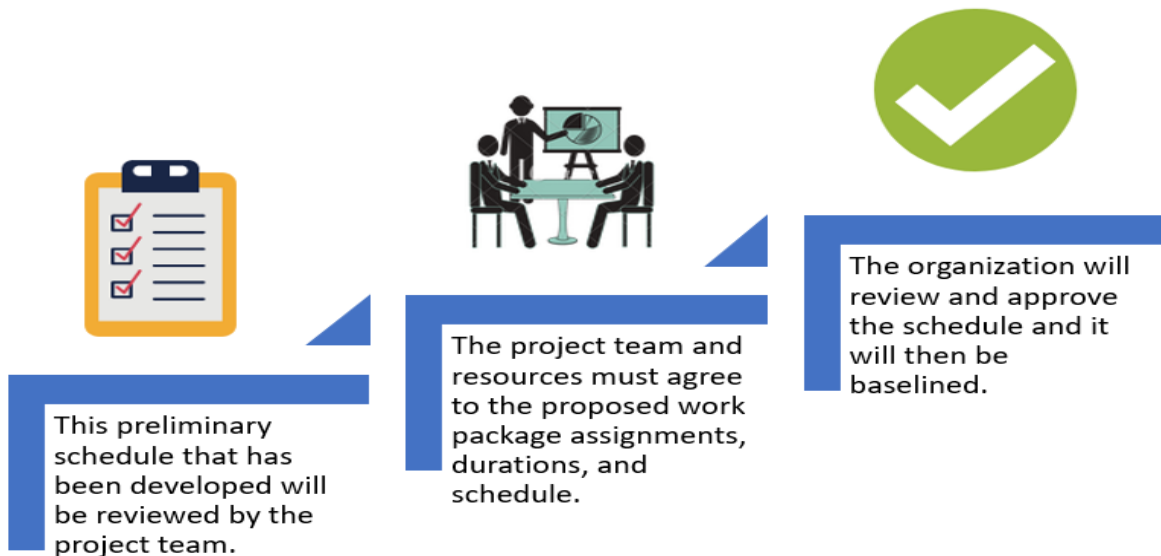 This preliminary
schedule that has
been developed will
be reviewed by the
project team.
The project team and
resources must agree
to the proposed work
package assignments,
durations, and
schedule.
The organization will
review and approve
the schedule and it
will then be
baselined.